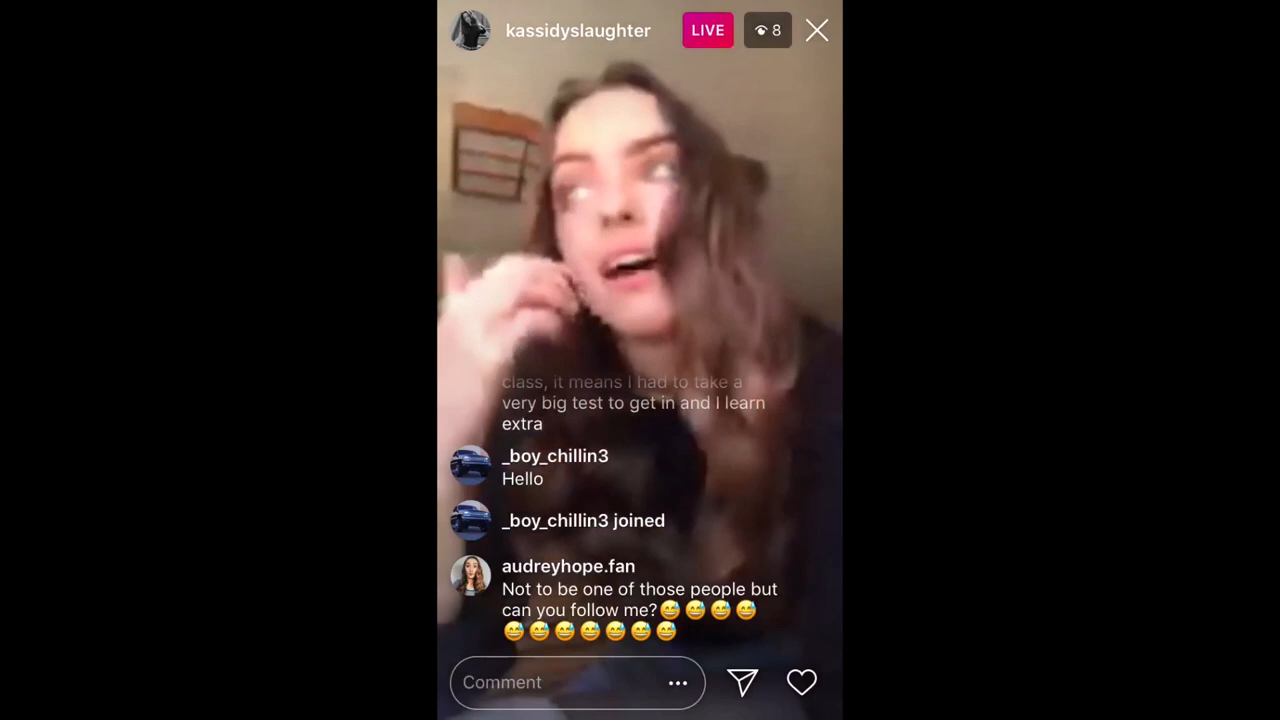 kassidyslaughter
LIVE
8
class, it means I had to take a
very big test to get in and I learn
extra
_boy_chillin3
Hello
_boy_chillin3 joined
audreyhope.fan
Not to be one of those people but
can you follow me?😅😅😅😅
😅😅😅😅😅😅😅
Comment